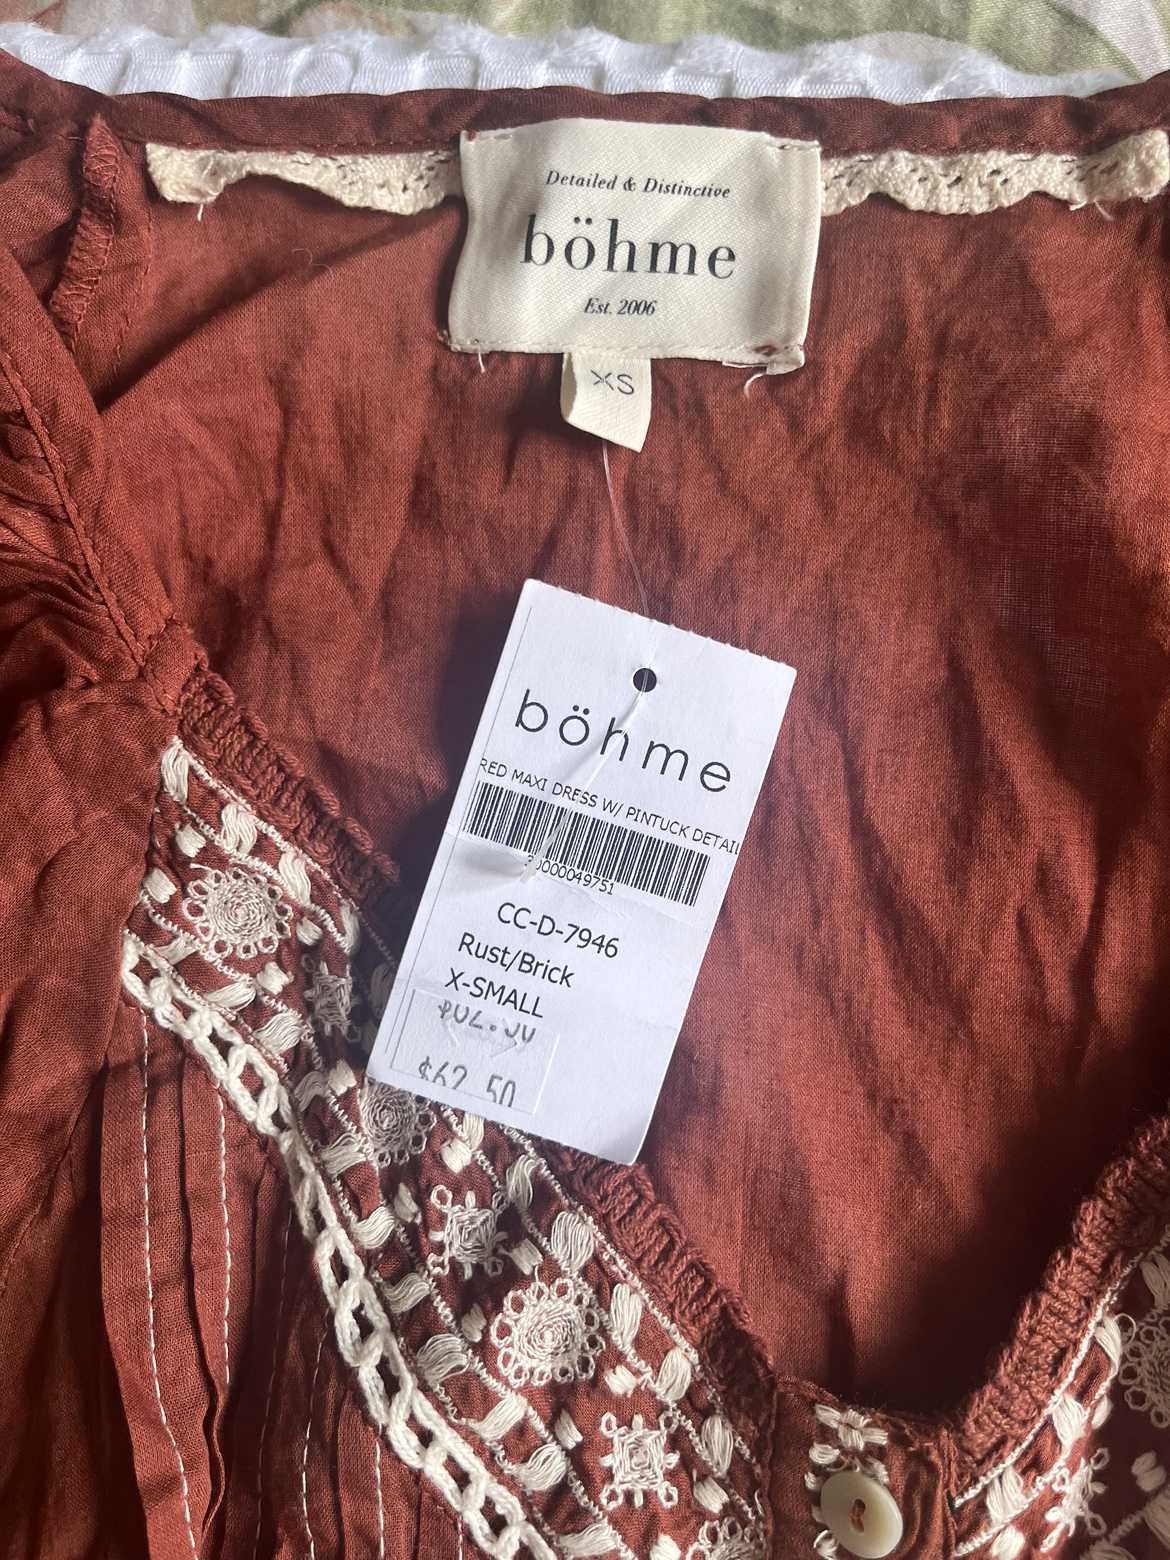 Detailed & Distinctive
böhme
Est. 2006
XS
böhme
RED MAXI DRESS W/ PINTUCK DETAIL
CC-D-7946
Rust/Brick
X-SMALL
$62.50